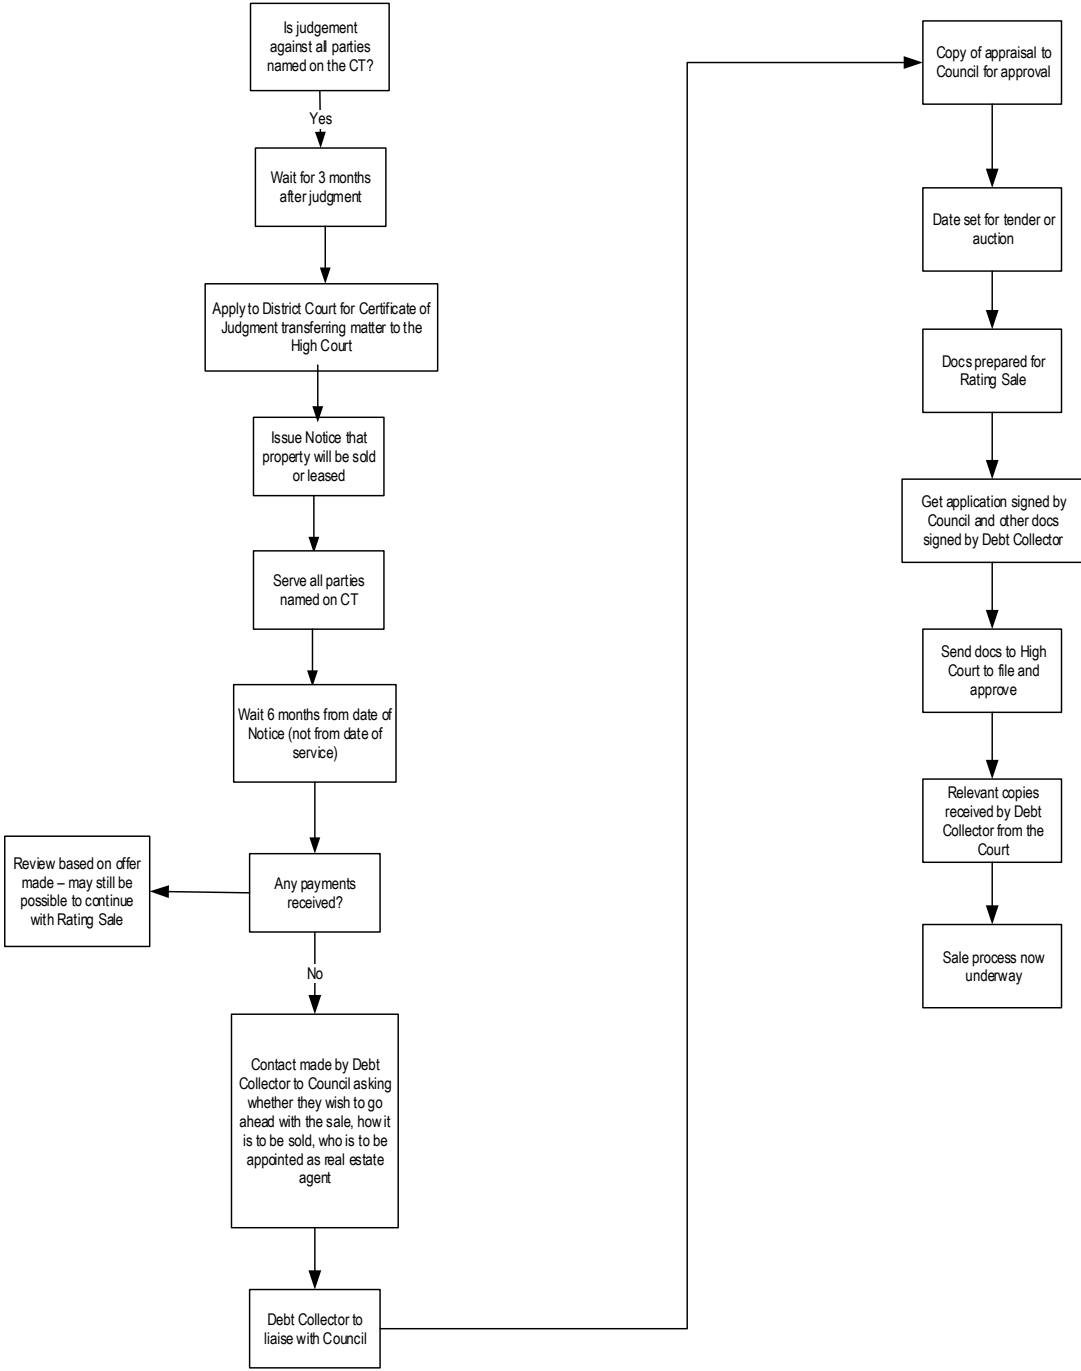 Is judgement
against all parties
named on the CT?
Yes
Wait for 3 months
after judgment
Apply to District Court for Certificate of
Judgment transferring matter to the
High Court
Issue Notice that
property will be sold
or leased
Serve all parties
named on CT
Wait 6 months from date of
Notice (not from date of
service)
Any payments
received?
Review based on offer
made – may still be
possible to continue
with Rating Sale
No
Contact made by Debt
Collector to Council asking
whether they wish to go
ahead with the sale, how it
is to be sold, who is to be
appointed as real estate
agent
Debt Collector to
liaise with Council
Copy of appraisal to
Council for approval
Date set for tender or
auction
Docs prepared for
Rating Sale
Get application signed by
Council and other docs
signed by Debt Collector
Send docs to High
Court to file and
approve
Relevant copies
received by Debt
Collector from the
Court
Sale process now
underway